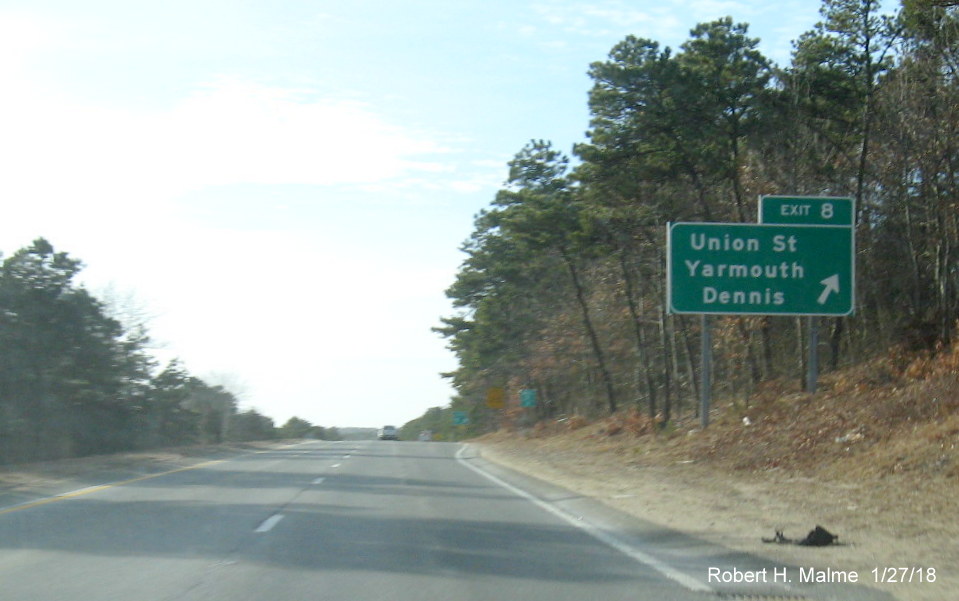 EXIT 8
Union St
Yarmouth
Dennis
Robert H. Malme 1/27/18